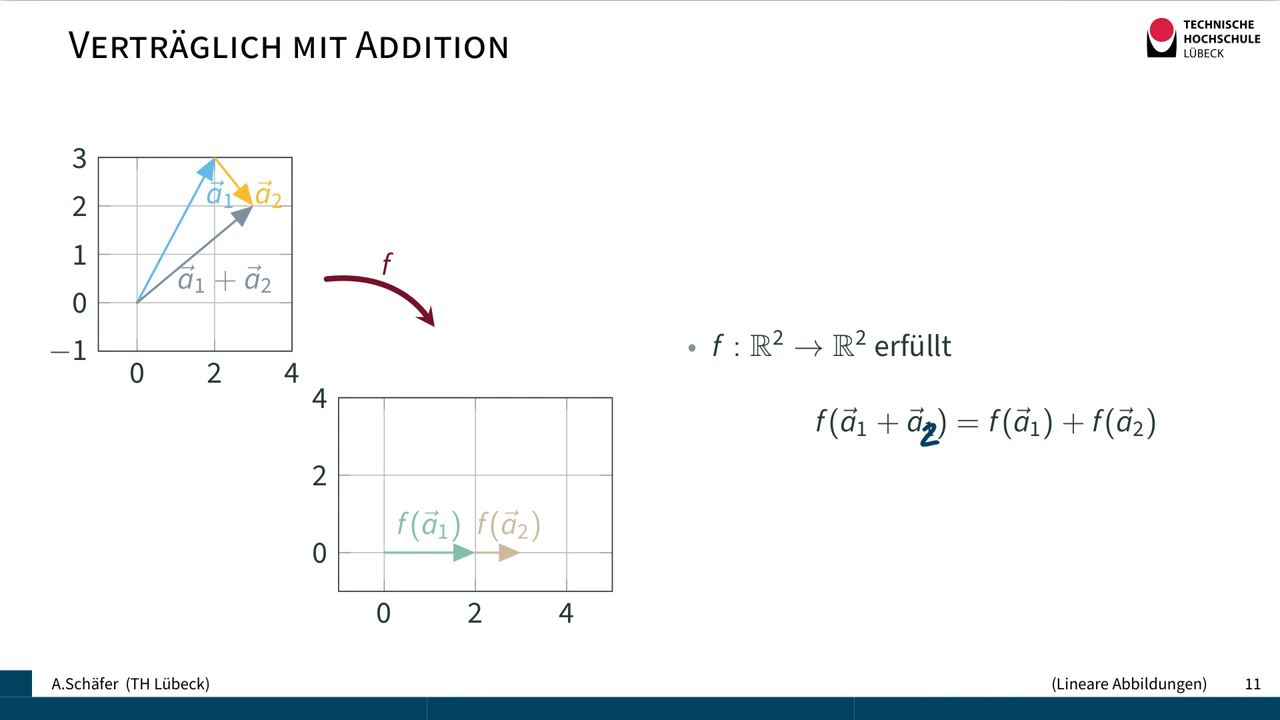 VERTRÄGLICH MIT ADDITION
TECHNISCHE
HOCHSCHULE
LÜBECK
3
2
1
0
−1
0 2 4
a⃗₁ a⃗₂
a⃗₁ + a⃗₂
f
4
2
0
0 2 4
f(a⃗₁) f(a⃗₂)
• f : ℝ² → ℝ² erfüllt
f(a⃗₁ + a⃗₂) = f(a⃗₁) + f(a⃗₂)
A.Schäfer (TH Lübeck) (Lineare Abbildungen) 11